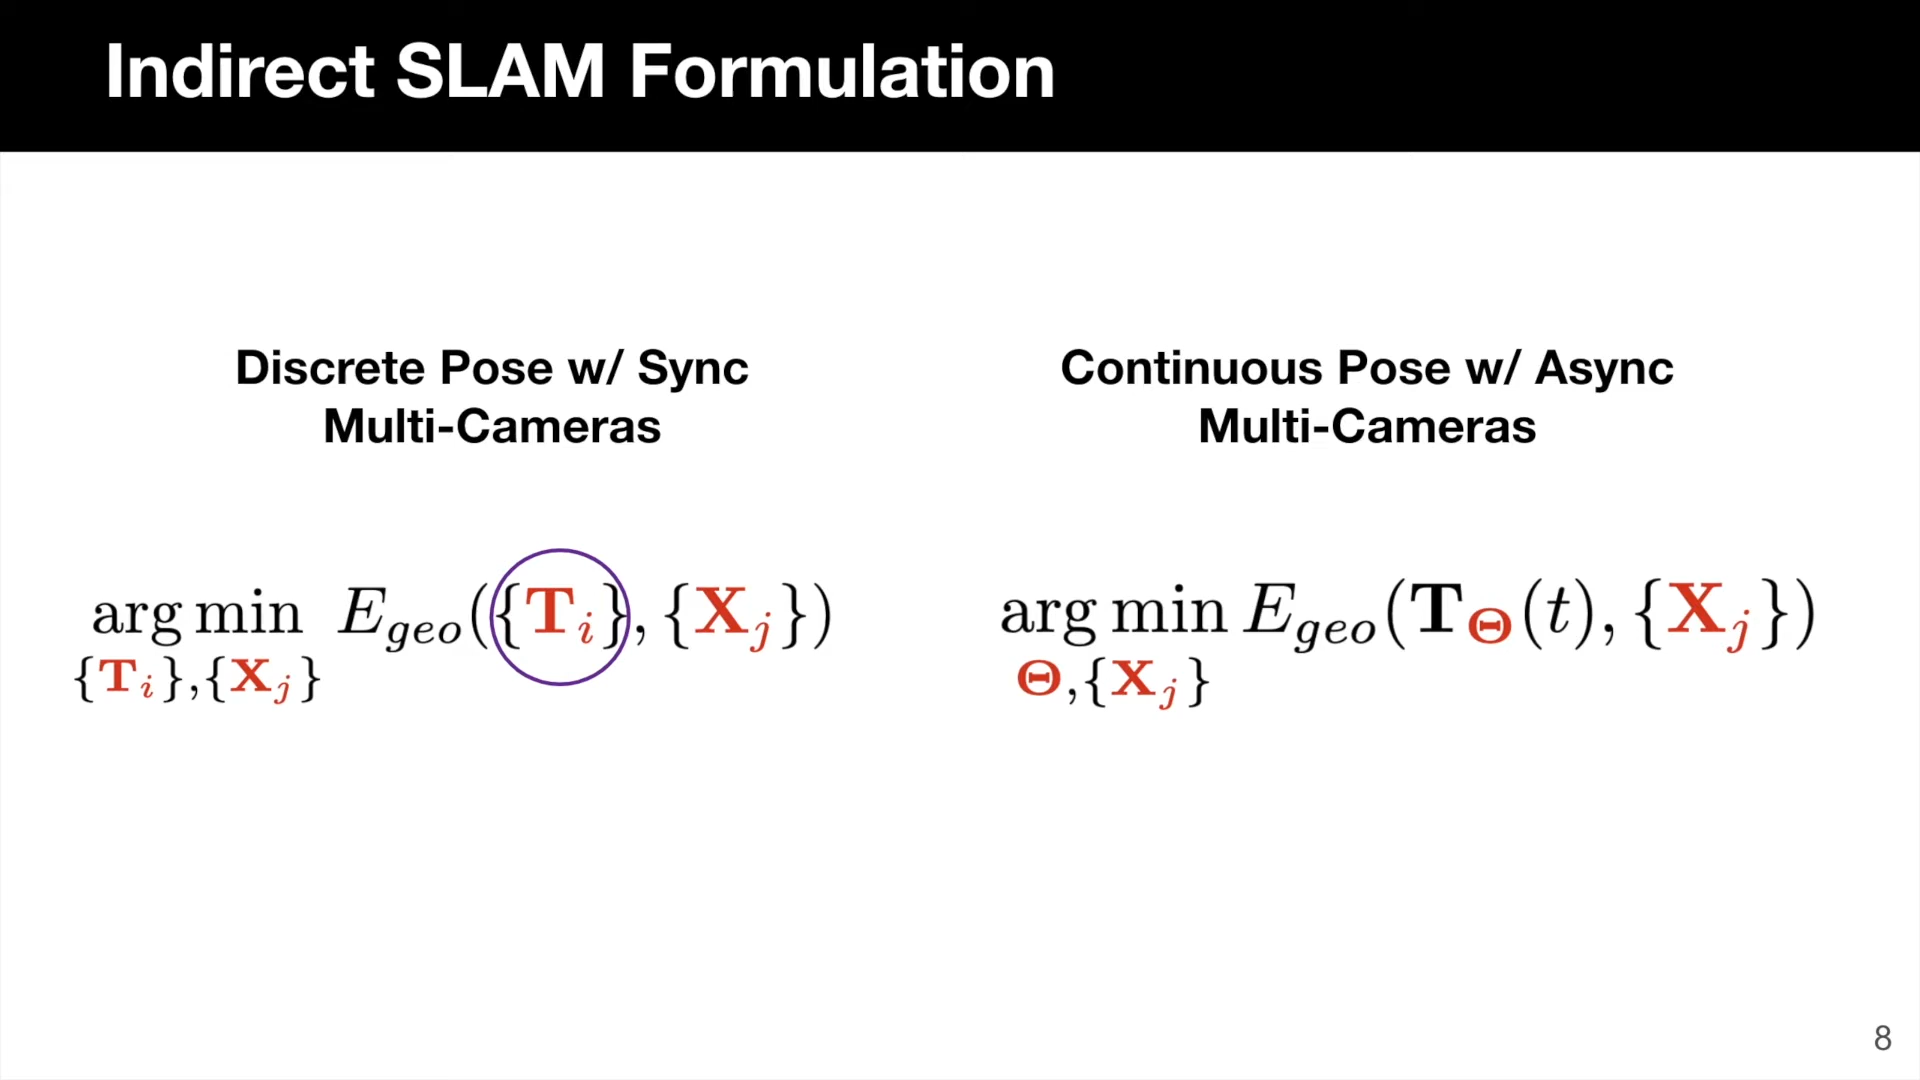 Indirect SLAM Formulation
Discrete Pose w/ Sync
Multi-Cameras
arg min E_geo({T_i}, {X_j})
{T_i},{X_j}
Continuous Pose w/ Async
Multi-Cameras
arg min E_geo(T_Θ(t), {X_j})
Θ,{X_j}
8